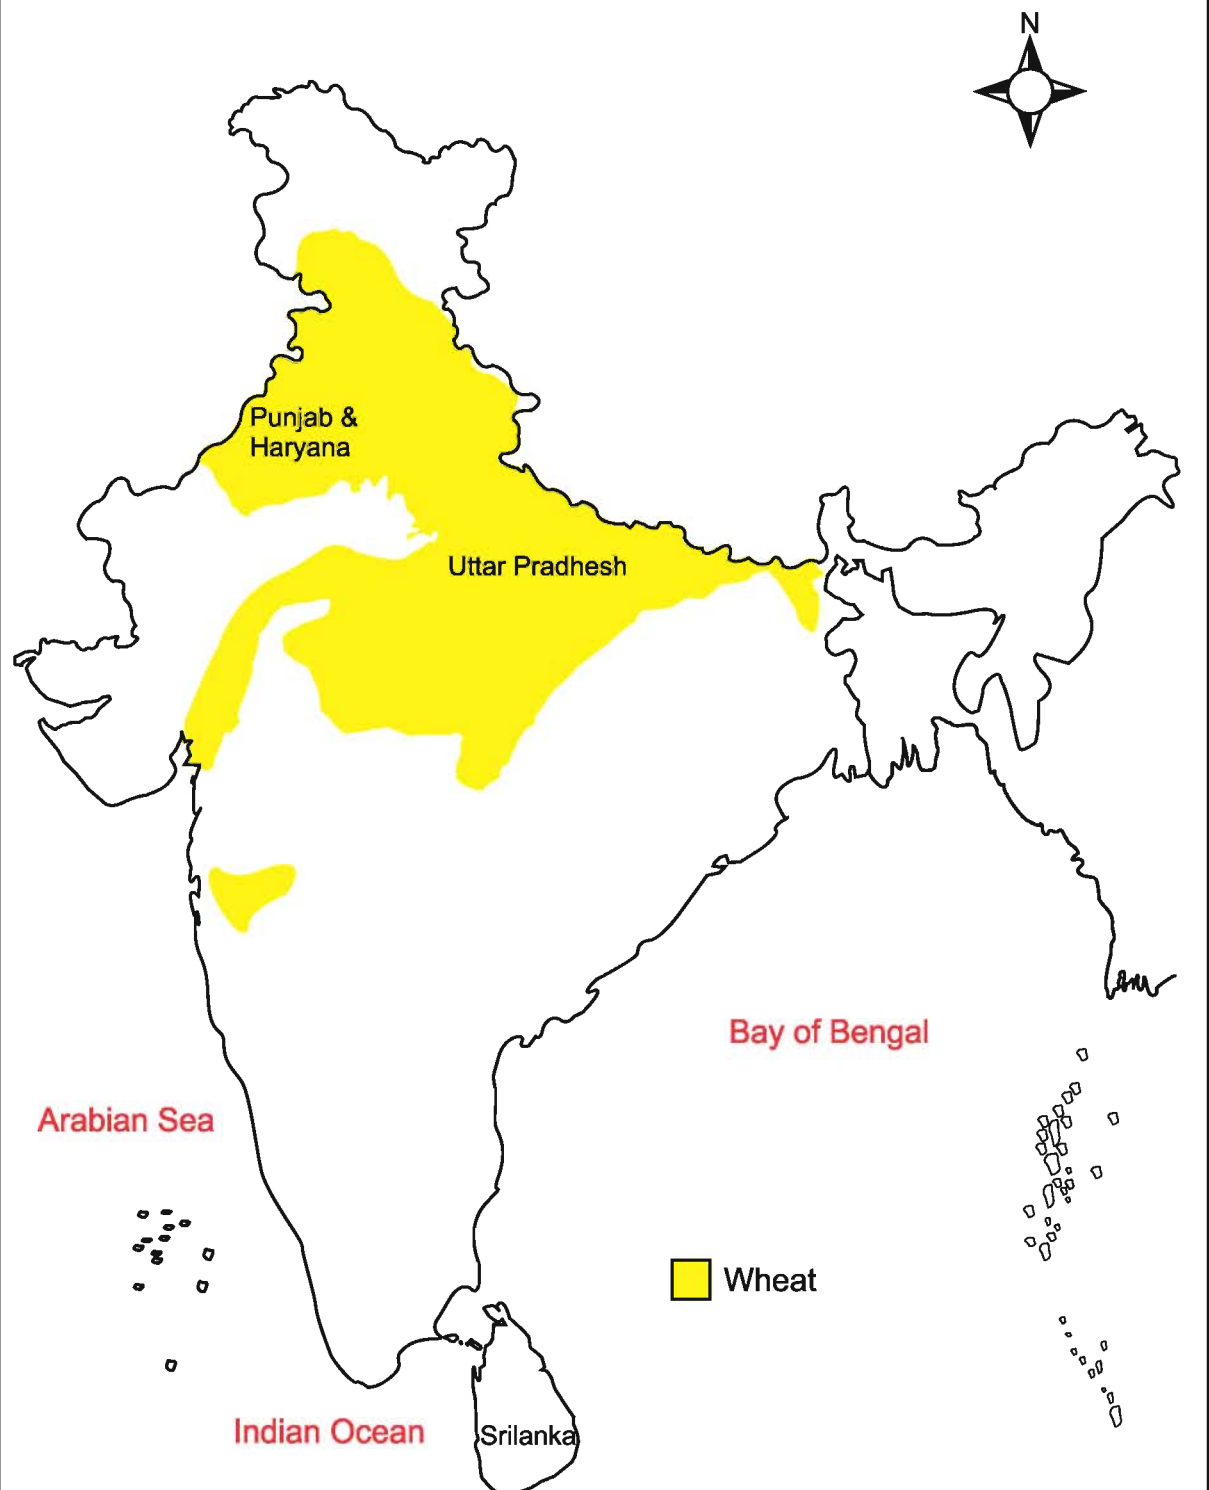 N
Punjab &
Haryana
Uttar Pradhesh
Bay of Bengal
Arabian Sea
Wheat
Indian Ocean
Srilanka